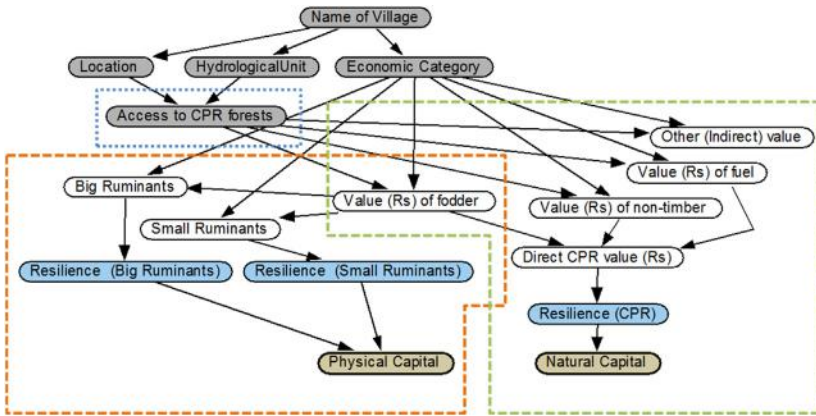 Name of Village
Location
HydrologicalUnit
Economic Category
Access to CPR forests
Other (Indirect) value
Value (Rs) of fuel
Big Ruminants
Value (Rs) of fodder
Value (Rs) of non-timber
Small Ruminants
Direct CPR value (Rs)
Resilience (Big Ruminants)
Resilience (Small Ruminants)
Resilience (CPR)
Physical Capital
Natural Capital